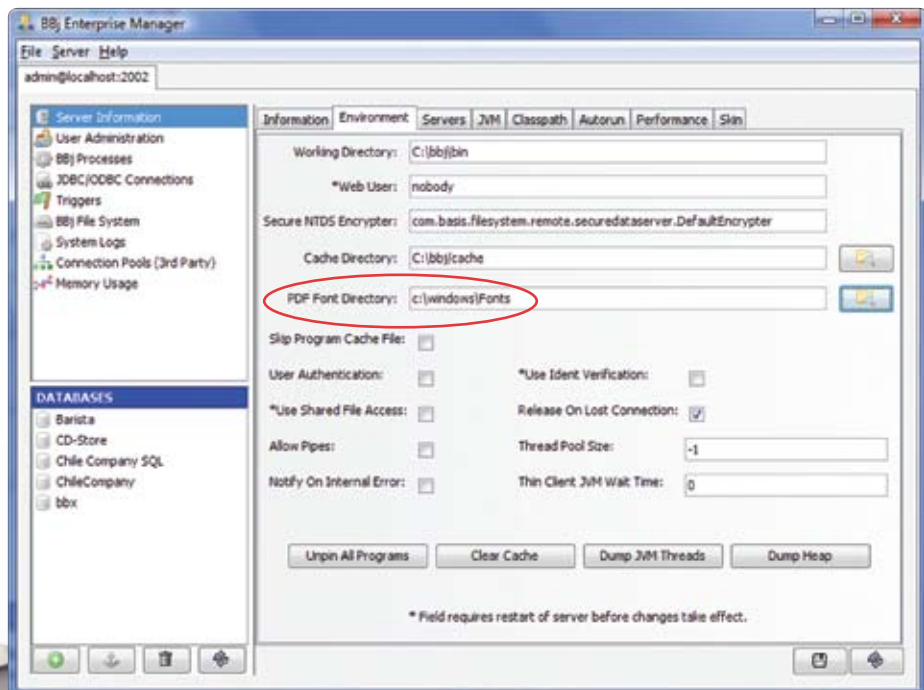 BBj Enterprise Manager
File Server Help
admin@localhost:2002
Server Information
User Administration
BBj Processes
JDBC/ODBC Connections
Triggers
BBj File System
System Logs
Connection Pools (3rd Party)
Memory Usage
DATABASES
Barista
CD-Store
Chile Company SQL
ChileCompany
bbx
Information Environment Servers JVM Classpath Autorun Performance Skin
Working Directory: C:\bbj\bin
*Web User: nobody
Secure NTDS Encrypter: com.basis.filesystem.remote.securedataserver.DefaultEncrypter
Cache Directory: C:\bbj/cache
PDF Font Directory: c:\windows\Fonts
Skip Program Cache File:
User Authentication: *Use Ident Verification:
*Use Shared File Access: Release On Lost Connection:
Allow Pipes: Thread Pool Size: -1
Notify On Internal Error: Thin Client JVM Wait Time: 0
Unpin All Programs Clear Cache Dump JVM Threads Dump Heap
* Field requires restart of server before changes take effect.